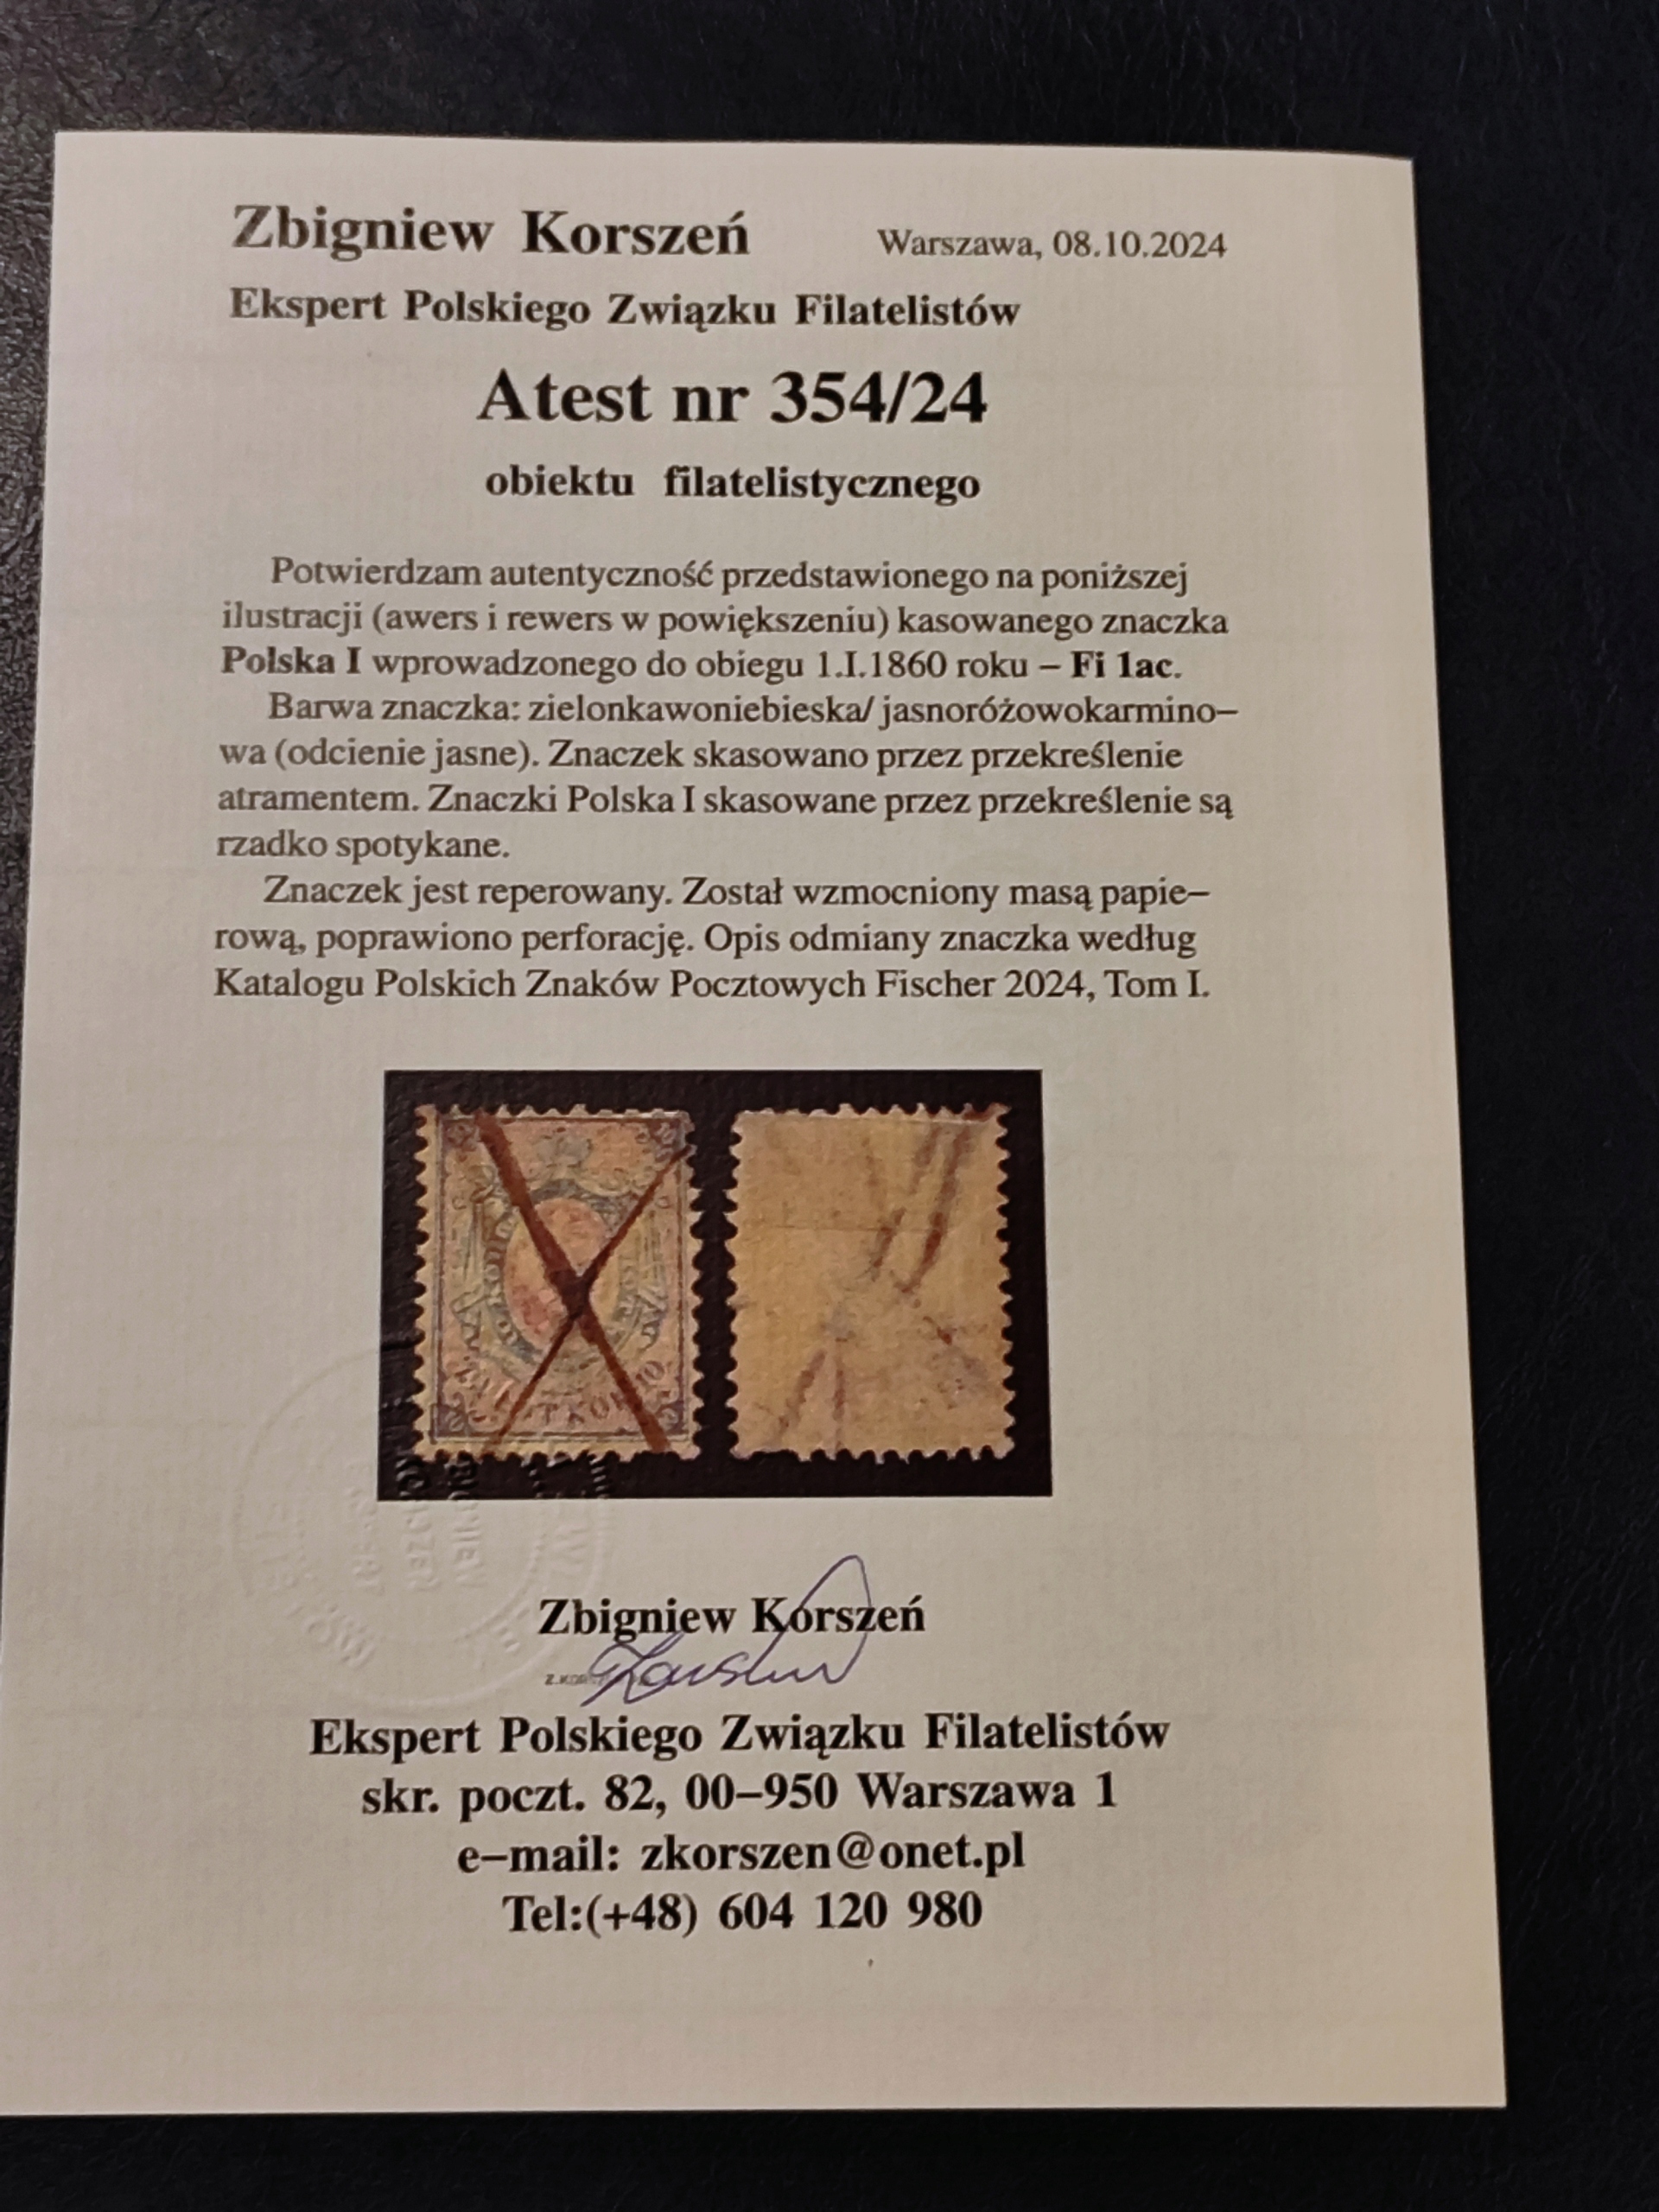 Zbigniew Korszeń
Warszawa, 08.10.2024
Ekspert Polskiego Związku Filatelistów
Atest nr 354/24
obiektu filatelistycznego
Potwierdzam autentyczność przedstawionego na poniższej
ilustracji (awers i rewers w powiększeniu) kasowanego znaczka
Polska I wprowadzonego do obiegu 1.I.1860 roku – Fi 1ac.
Barwa znaczka: zielonkawoniebieska/ jasnoróżowokarmino–
wa (odcienie jasne). Znaczek skasowano przez przekreślenie
atramentem. Znaczki Polska I skasowane przez przekreślenie są
rzadko spotykane.
Znaczek jest reperowany. Został wzmocniony masą papie–
rową, poprawiono perforację. Opis odmiany znaczka według
Katalogu Polskich Znaków Pocztowych Fischer 2024, Tom I.
Zbigniew Korszeń
Ekspert Polskiego Związku Filatelistów
skr. poczt. 82, 00–950 Warszawa 1
e–mail: zkorszen@onet.pl
Tel:(+48) 604 120 980